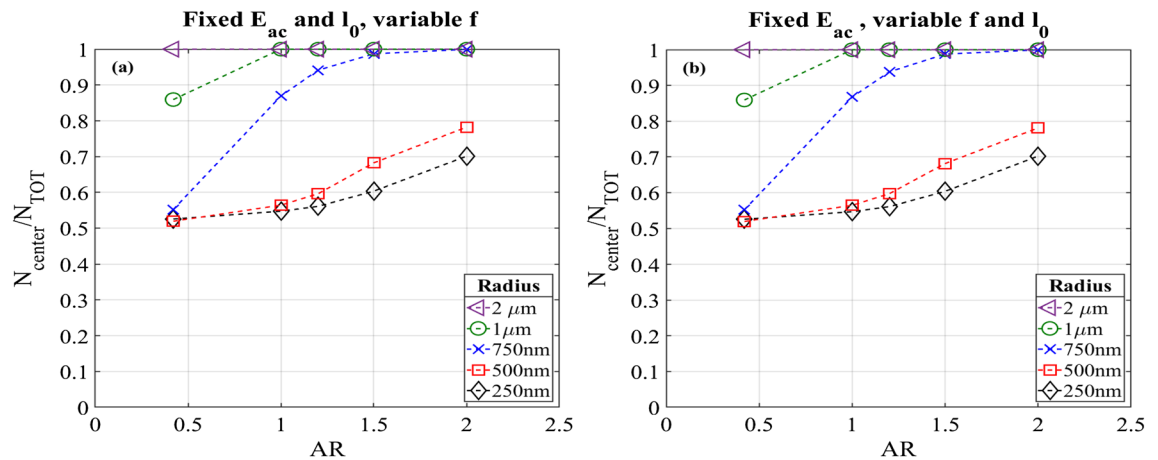 Fixed E_ac and l_0, variable f
(a)
N_center/N_TOT
1
0.9
0.8
0.7
0.6
0.5
0.4
0.3
0.2
0.1
0
0
0.5
1
1.5
2
2.5
AR
Radius
2 μm
1μm
750nm
500nm
250nm
Fixed E_ac , variable f and l_0
(b)
N_center/N_TOT
1
0.9
0.8
0.7
0.6
0.5
0.4
0.3
0.2
0.1
0
0
0.5
1
1.5
2
2.5
AR
Radius
2 μm
1μm
750nm
500nm
250nm